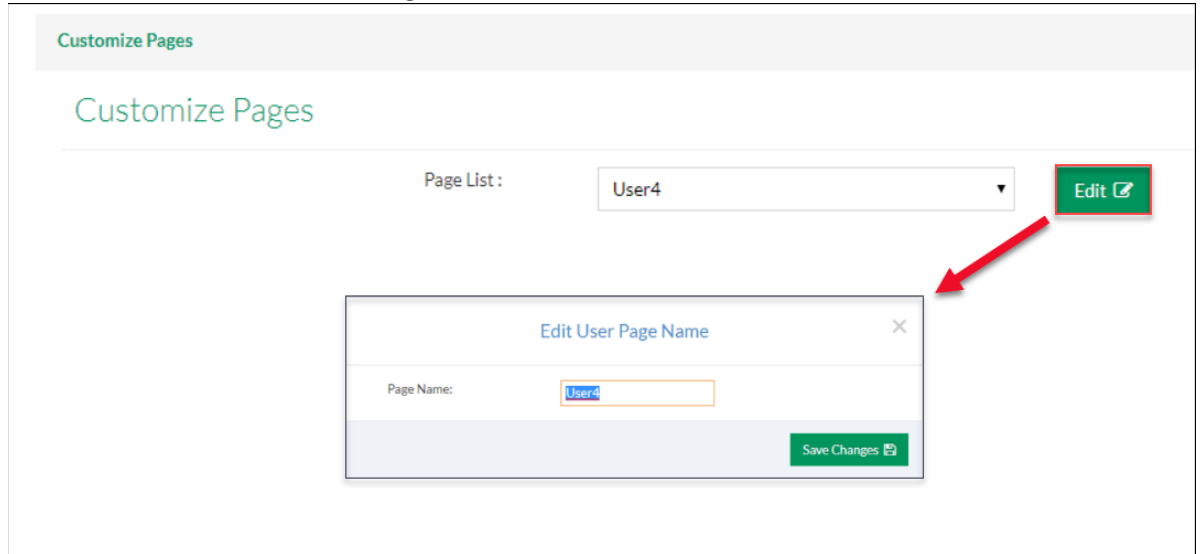 Customize Pages
Customize Pages
Page List :
User4
Edit
Edit User Page Name
Page Name:
User4
Save Changes